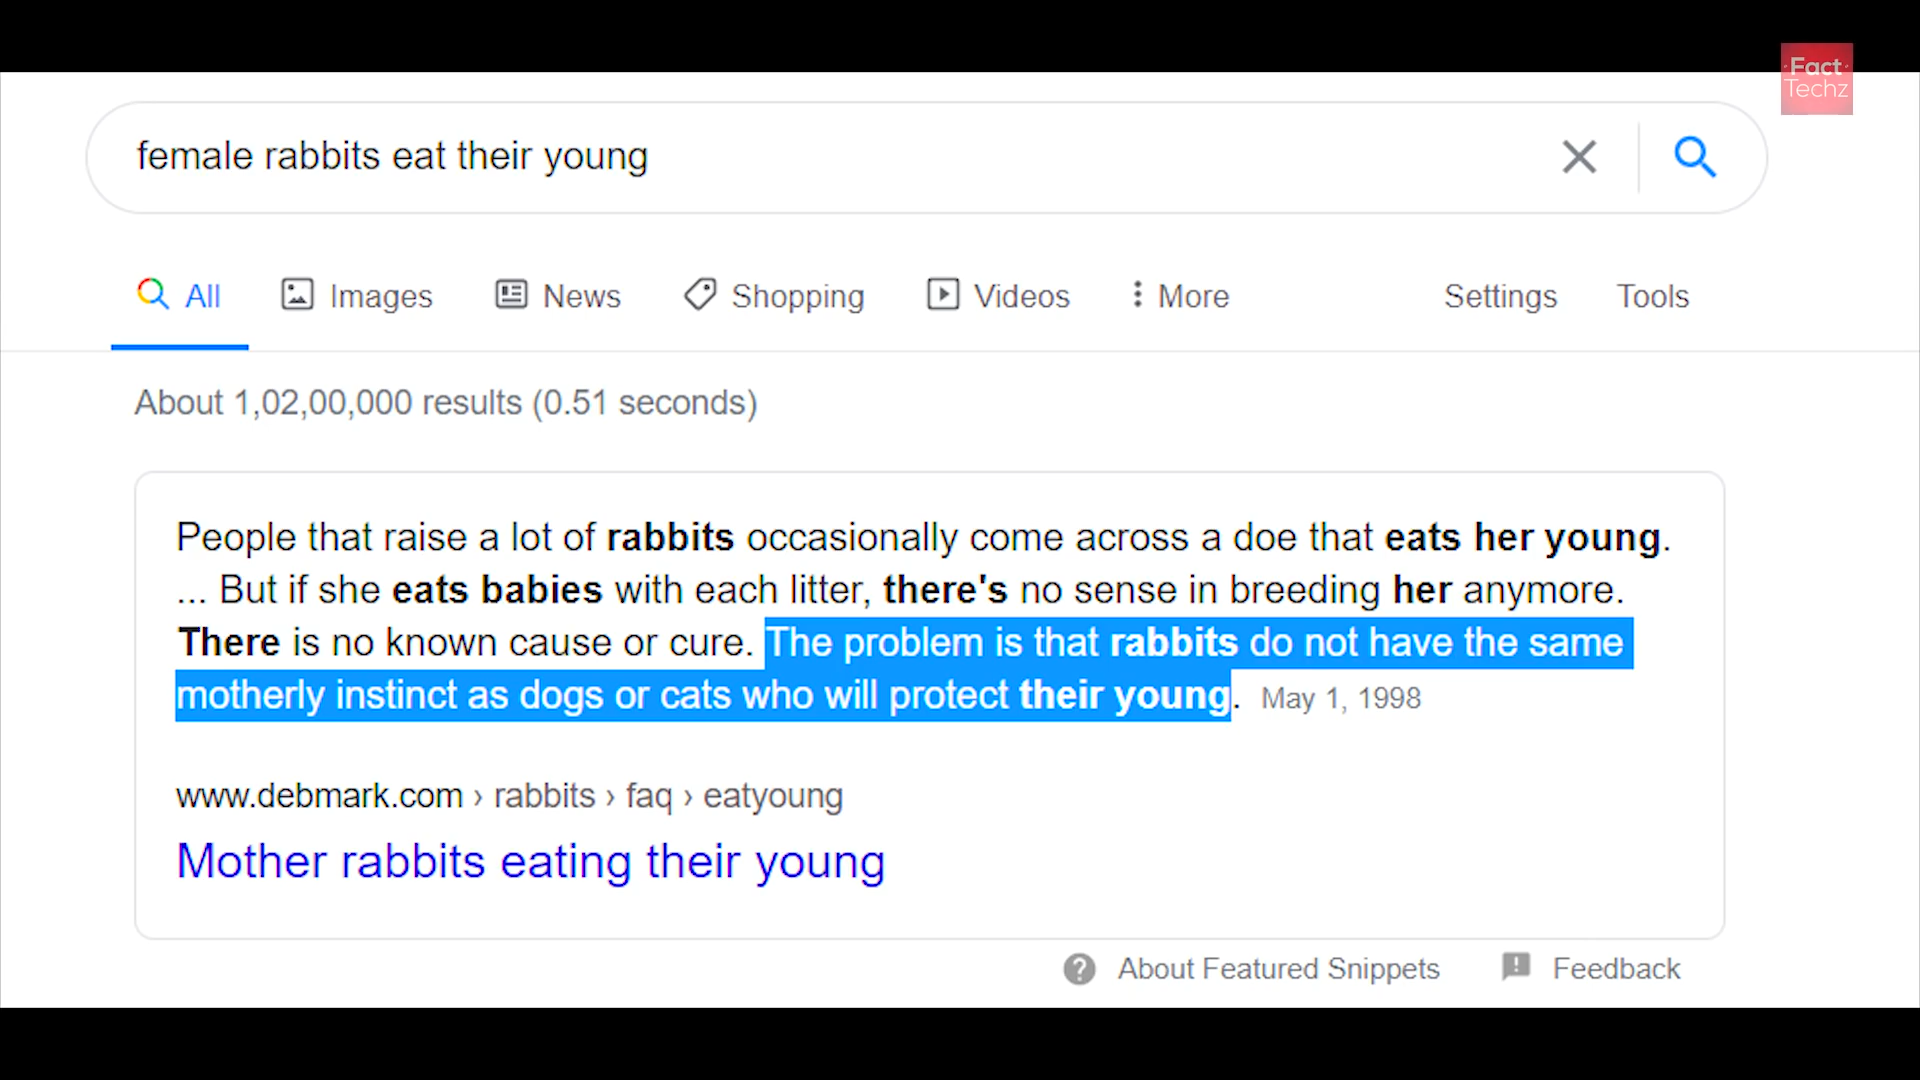 Fact
Techz
female rabbits eat their young
All Images News Shopping Videos More Settings Tools
About 1,02,00,000 results (0.51 seconds)
People that raise a lot of rabbits occasionally come across a doe that eats her young.
... But if she eats babies with each litter, there's no sense in breeding her anymore.
There is no known cause or cure. The problem is that rabbits do not have the same
motherly instinct as dogs or cats who will protect their young. May 1, 1998
www.debmark.com › rabbits › faq › eatyoung
Mother rabbits eating their young
About Featured Snippets Feedback